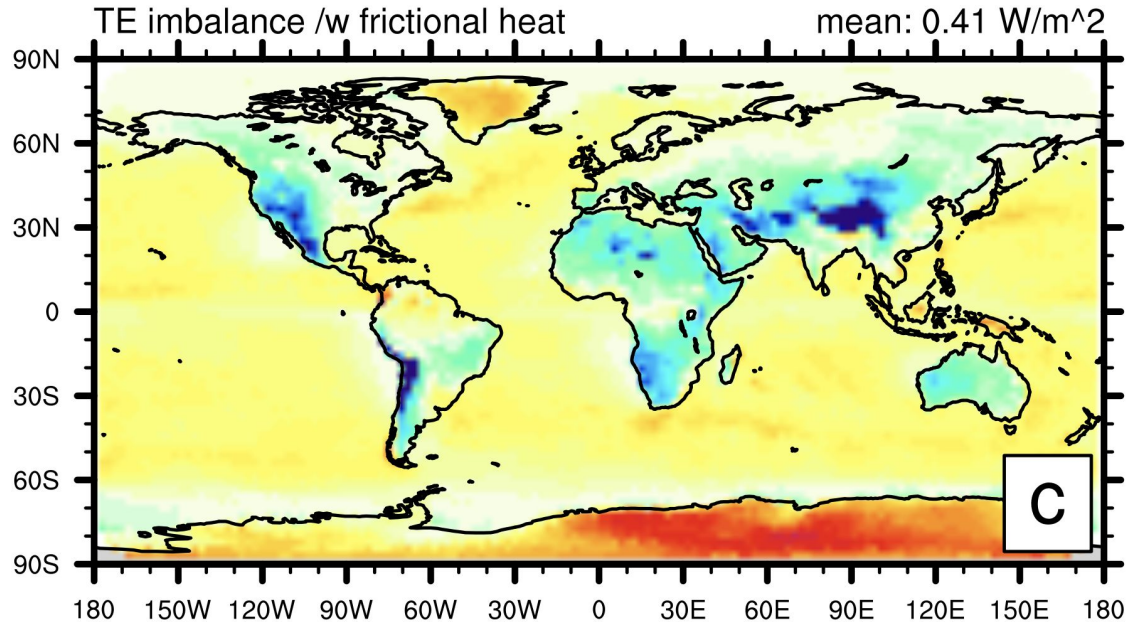 TE imbalance /w frictional heat mean: 0.41 W/m^2
90N
60N
30N
0
30S
60S
90S
C
180 150W 120W 90W 60W 30W 0 30E 60E 90E 120E 150E 180